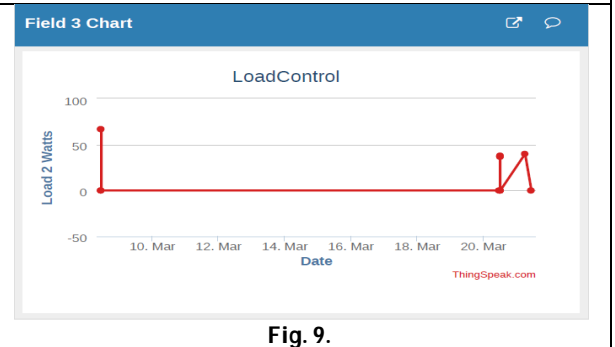 Field 3 Chart
LoadControl
100
50
0
-50
Load 2 Watts
10. Mar 12. Mar 14. Mar 16. Mar 18. Mar 20. Mar
Date
ThingSpeak.com
Fig. 9.